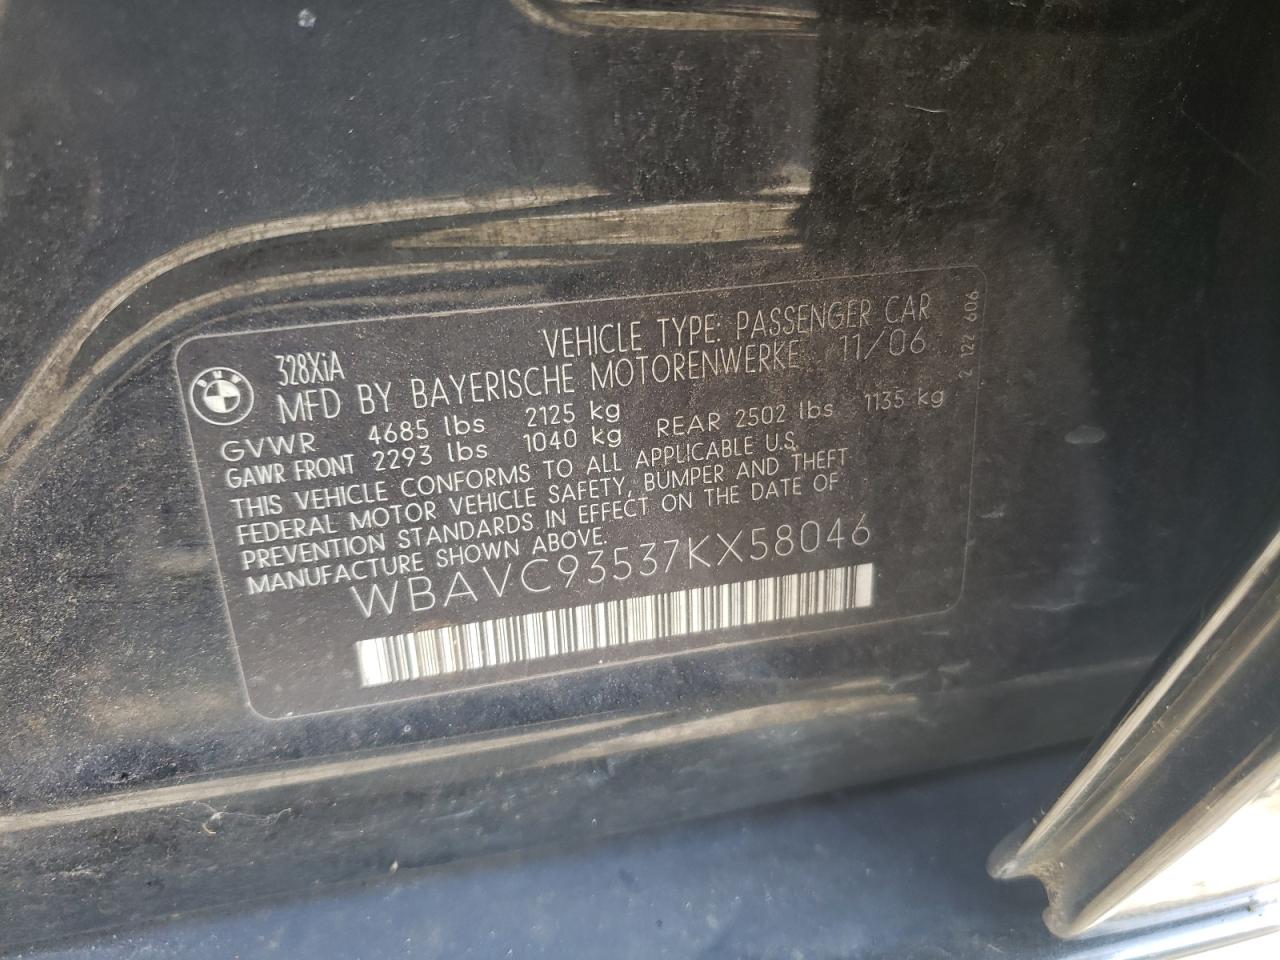 VEHICLE TYPE: PASSENGER CAR
328XiA
MFD BY BAYERISCHE MOTORENWERKE 11/06
GVWR 4685 lbs 2125 kg
GAWR FRONT 2293 lbs 1040 kg REAR 2502 lbs 1135 kg
THIS VEHICLE CONFORMS TO ALL APPLICABLE U.S.
FEDERAL MOTOR VEHICLE SAFETY, BUMPER AND THEFT
PREVENTION STANDARDS IN EFFECT ON THE DATE OF
MANUFACTURE SHOWN ABOVE.
WBAVC93537KX58046
2 122 606
BMW